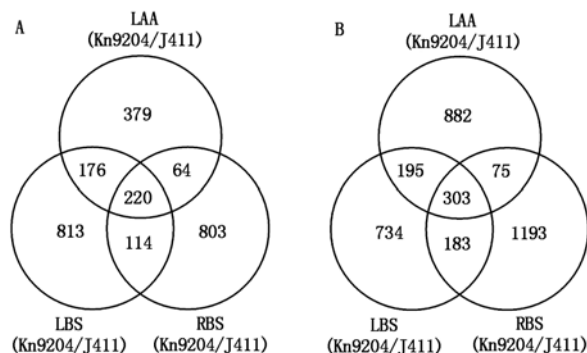 A
LAA
(Kn9204/J411)
379
176
64
220
813
114
803
LBS
(Kn9204/J411)
RBS
(Kn9204/J411)
B
LAA
(Kn9204/J411)
882
195
75
303
734
183
1193
LBS
(Kn9204/J411)
RBS
(Kn9204/J411)